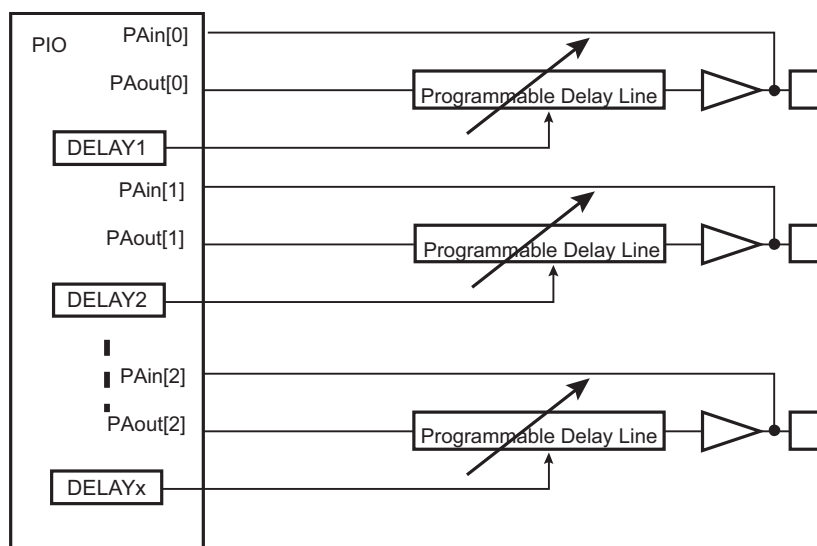 PIO
PAin[0]
PAout[0]
Programmable Delay Line
DELAY1
PAin[1]
PAout[1]
Programmable Delay Line
DELAY2
PAin[2]
PAout[2]
Programmable Delay Line
DELAYx